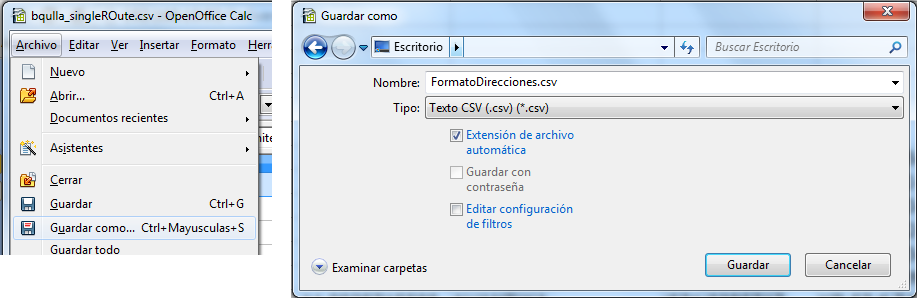 bqulla_singleROute.csv - OpenOffice Calc
Archivo Editar Ver Insertar Formato Herra
Nuevo
Abrir... Ctrl+A
Documentos recientes
Asistentes
Cerrar
Guardar Ctrl+G
Guardar como... Ctrl+Mayusculas+S
Guardar todo
Guardar como
Escritorio
Buscar Escritorio
Nombre: FormatoDirecciones.csv
Tipo: Texto CSV (.csv) (*.csv)
Extensión de archivo
automática
Guardar con
contraseña
Editar configuración
de filtros
Examinar carpetas
Guardar Cancelar